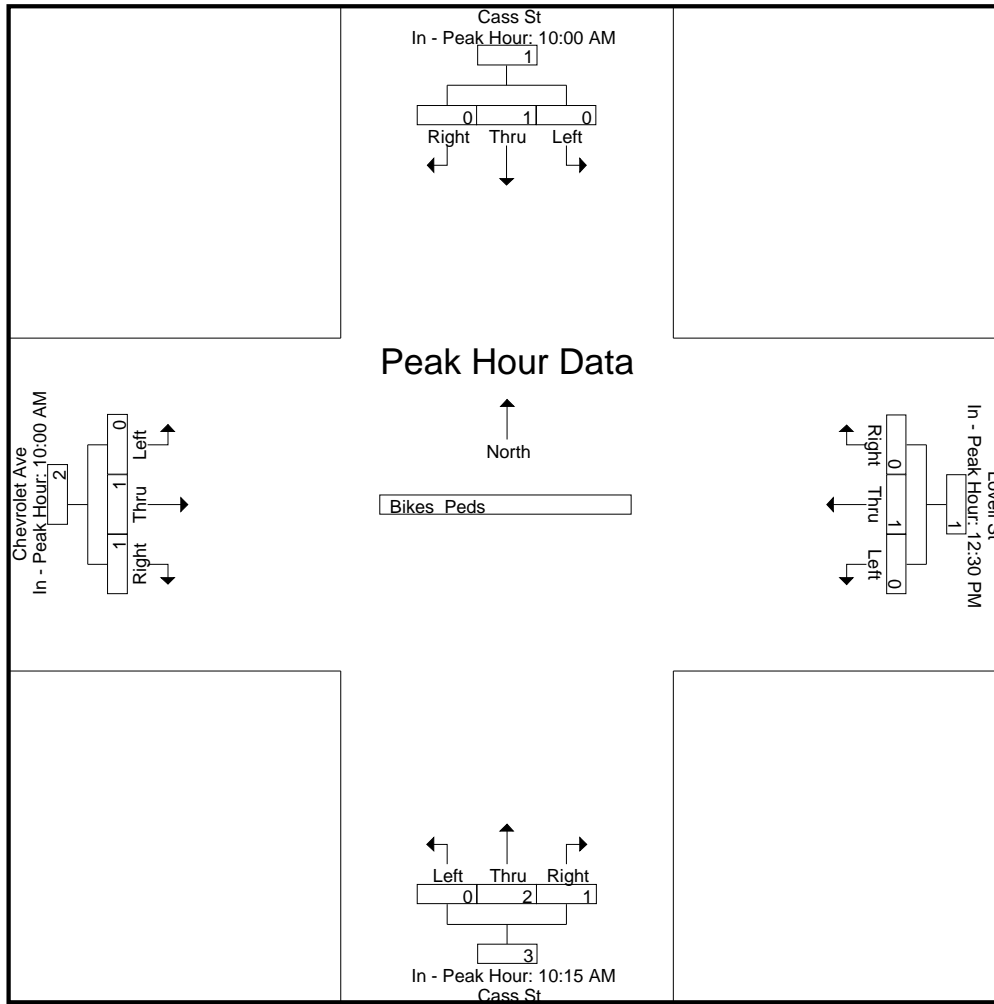 Cass St
In - Peak Hour: 10:00 AM
1
0 1 0
Right Thru Left
Peak Hour Data
North
Bikes Peds
Chevrolet Ave
In - Peak Hour: 10:00 AM
2
0 1 1
Left Thru Right
St
In - Peak Hour: 12:30 PM
1
0 1 0
Right Thru Left
Left Thru Right
0 2 1
3
In - Peak Hour: 10:15 AM
Cass St